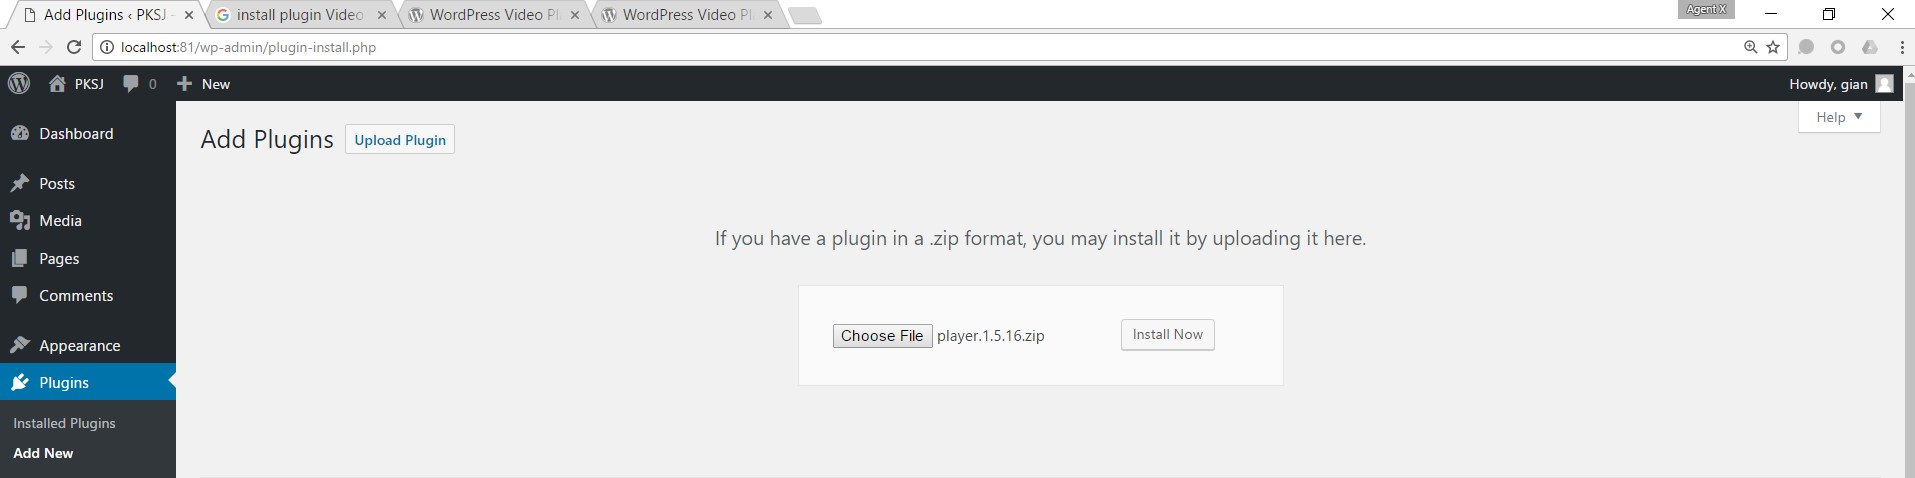 Add Plugins ‹ PKSJ –
install plugin Video
WordPress Video Pl
WordPress Video Pl
Agent X
localhost:81/wp-admin/plugin-install.php
PKSJ
0
New
Howdy, gian
Help
Dashboard
Posts
Media
Pages
Comments
Appearance
Plugins
Installed Plugins
Add New
Add Plugins
Upload Plugin
If you have a plugin in a .zip format, you may install it by uploading it here.
Choose File player.1.5.16.zip
Install Now